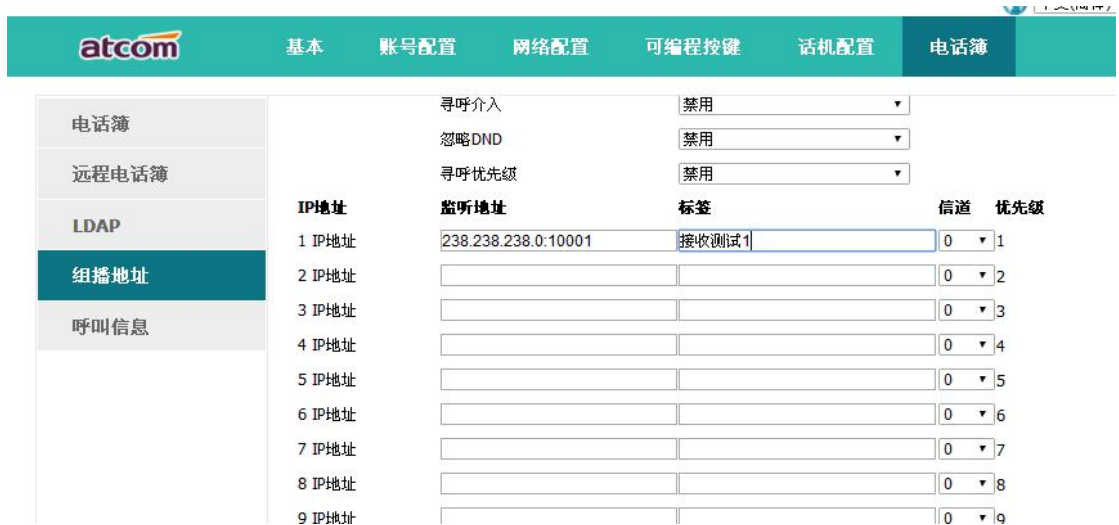 atcom 基本 账号配置 网络配置 可编程按键 话机配置 电话簿
电话簿
远程电话簿
LDAP
组播地址
呼叫信息
寻呼介入 禁用
忽略DND 禁用
寻呼优先级 禁用
IP地址 监听地址 标签 信道 优先级
1 IP地址 238.238.238.0:10001 接收测试1 0 1
2 IP地址 0 2
3 IP地址 0 3
4 IP地址 0 4
5 IP地址 0 5
6 IP地址 0 6
7 IP地址 0 7
8 IP地址 0 8
9 IP地址 0 9